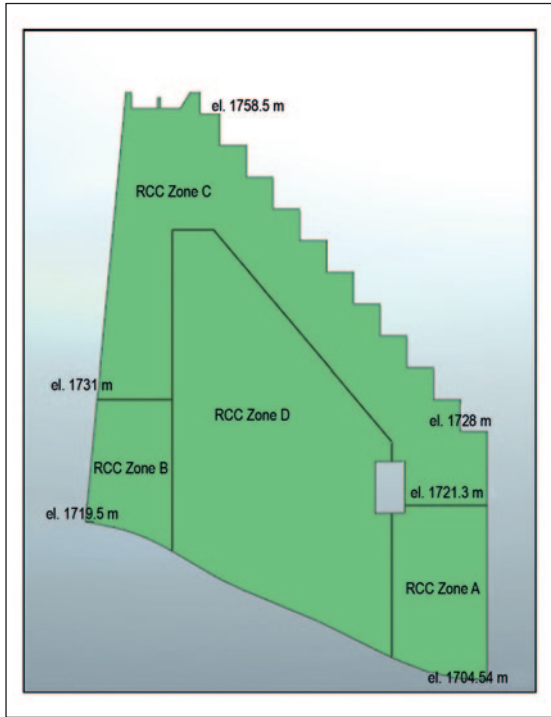 el. 1758.5 m
RCC Zone C
el. 1731 m
RCC Zone D
el. 1728 m
RCC Zone B
el. 1721.3 m
el. 1719.5 m
RCC Zone A
el. 1704.54 m